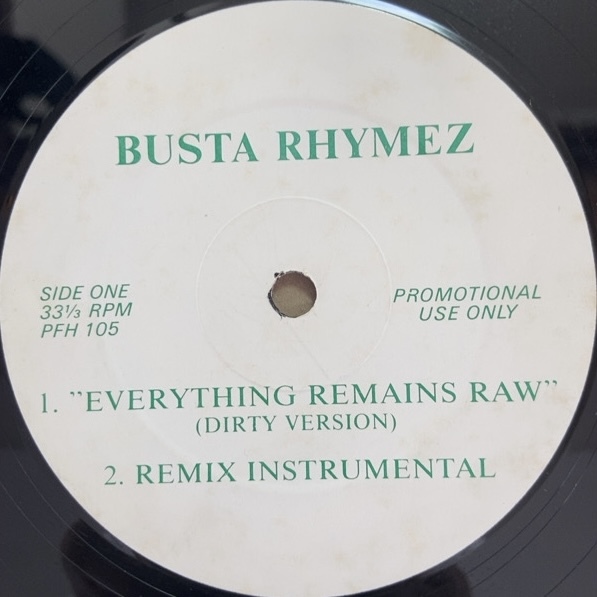 BUSTA RHYMEZ
SIDE ONE
33⅓ RPM
PFH 105
PROMOTIONAL
USE ONLY
1. "EVERYTHING REMAINS RAW"
(DIRTY VERSION)
2. REMIX INSTRUMENTAL